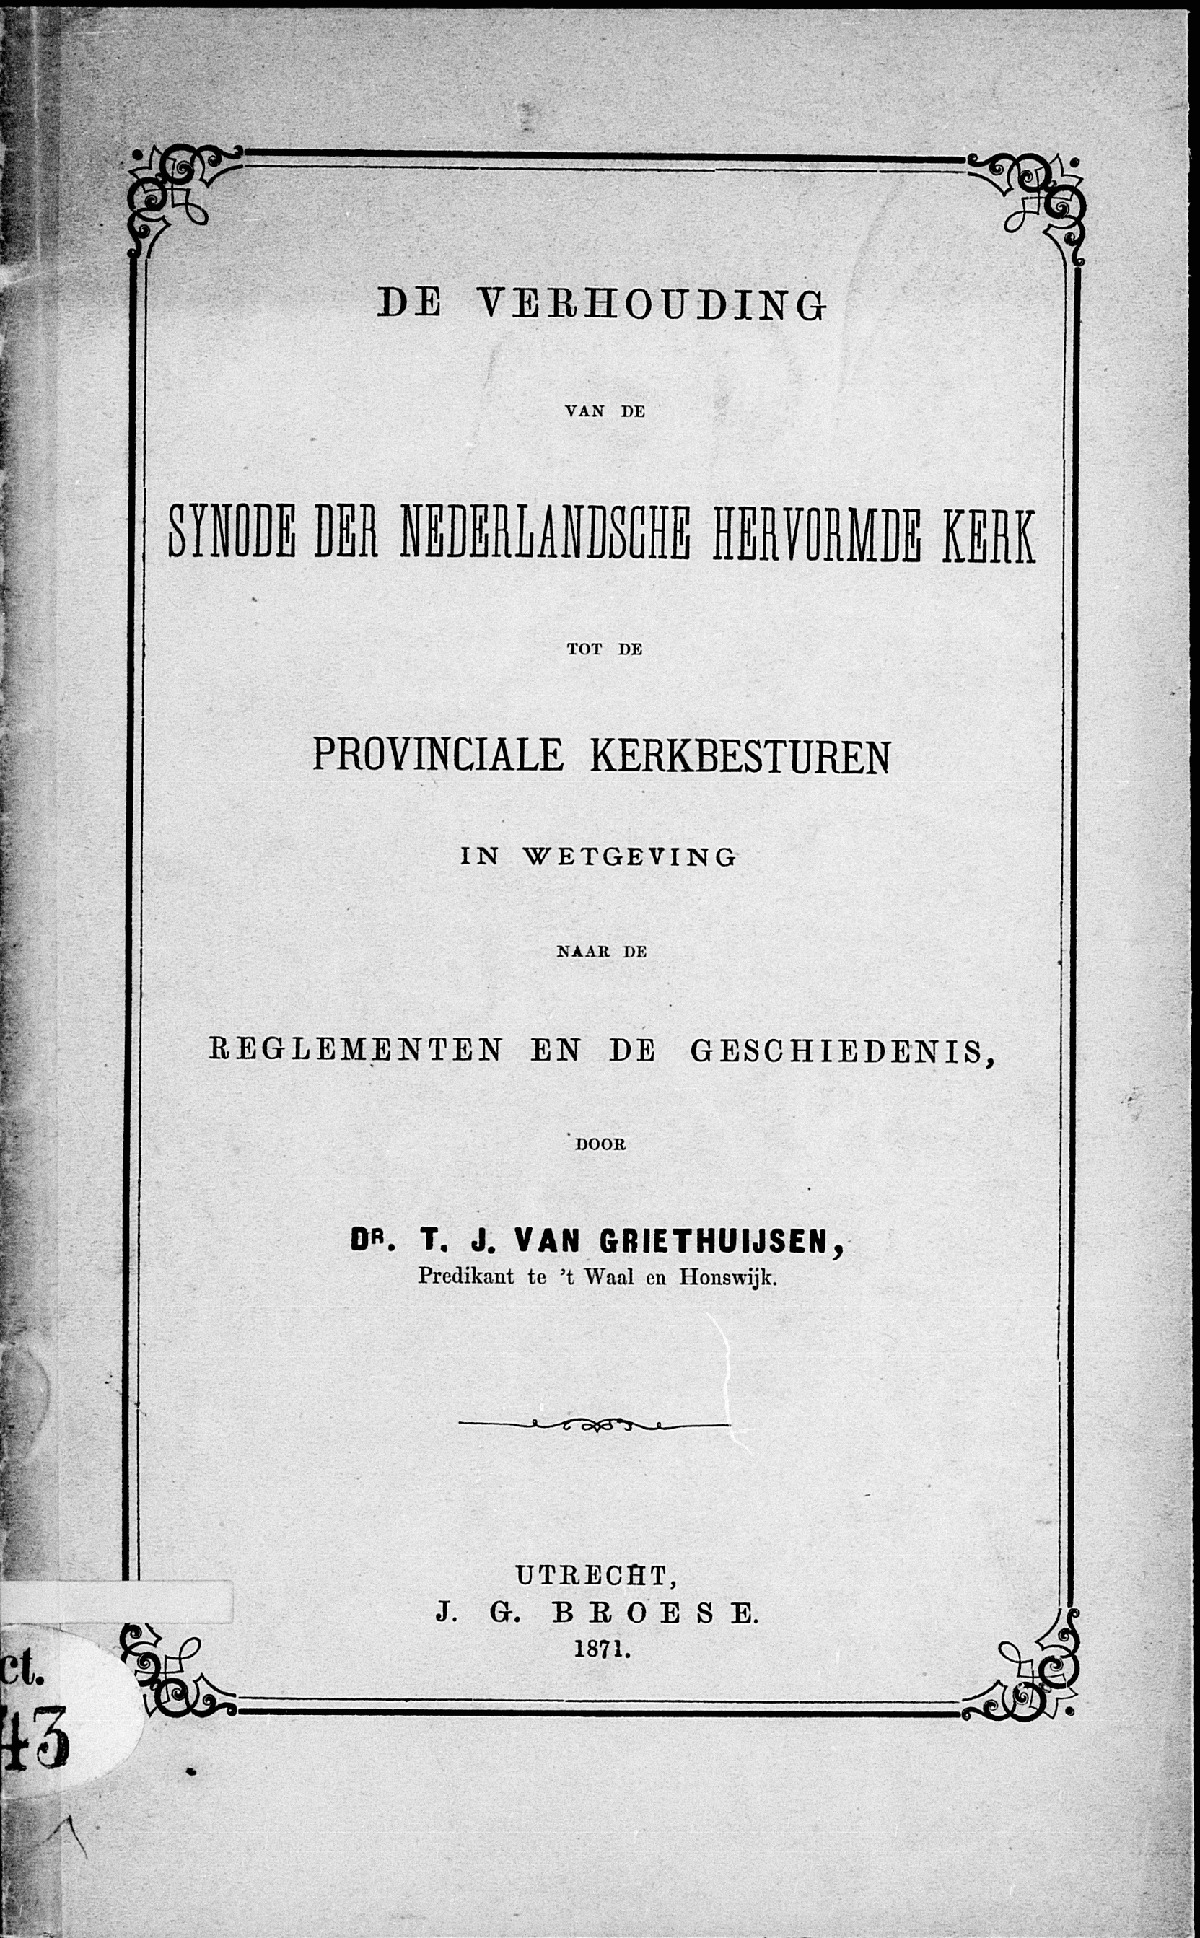 DE VERHOUDING
VAN DE
SYNODE DER NEDERLANDSCHE HERVORMDE KERK
TOT DE
PROVINCIALE KERKBESTUREN
IN WETGEVING
NAAR DE
REGLEMENTEN EN DE GESCHIEDENIS,
DOOR
DR. T. J. VAN GRIETHUIJSEN,
Predikant te 't Waal en Honswijk.
UTRECHT,
J. G. BROESE.
1871.
ct.
43